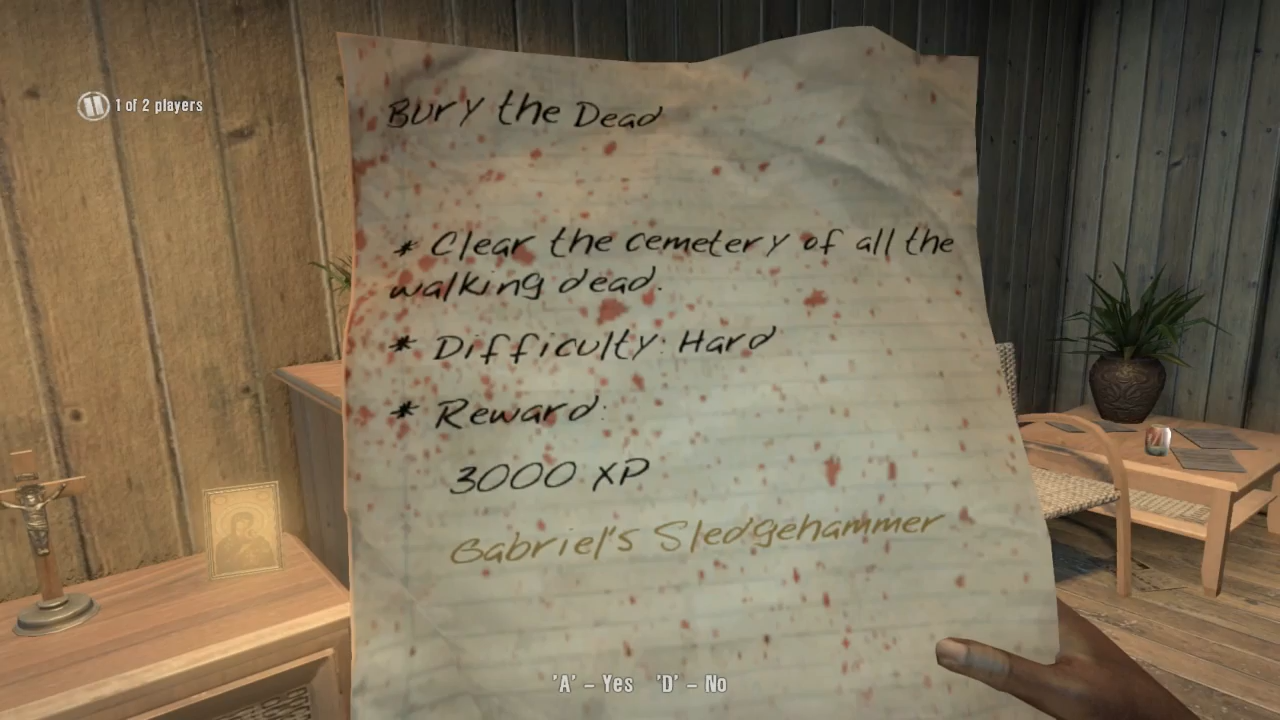 1 of 2 players
Bury the Dead
* Clear the cemetery of all the
walking dead.
* Difficulty: Hard
* Reward:
3000 XP
Gabriel's Sledgehammer
'A' - Yes 'D' - No